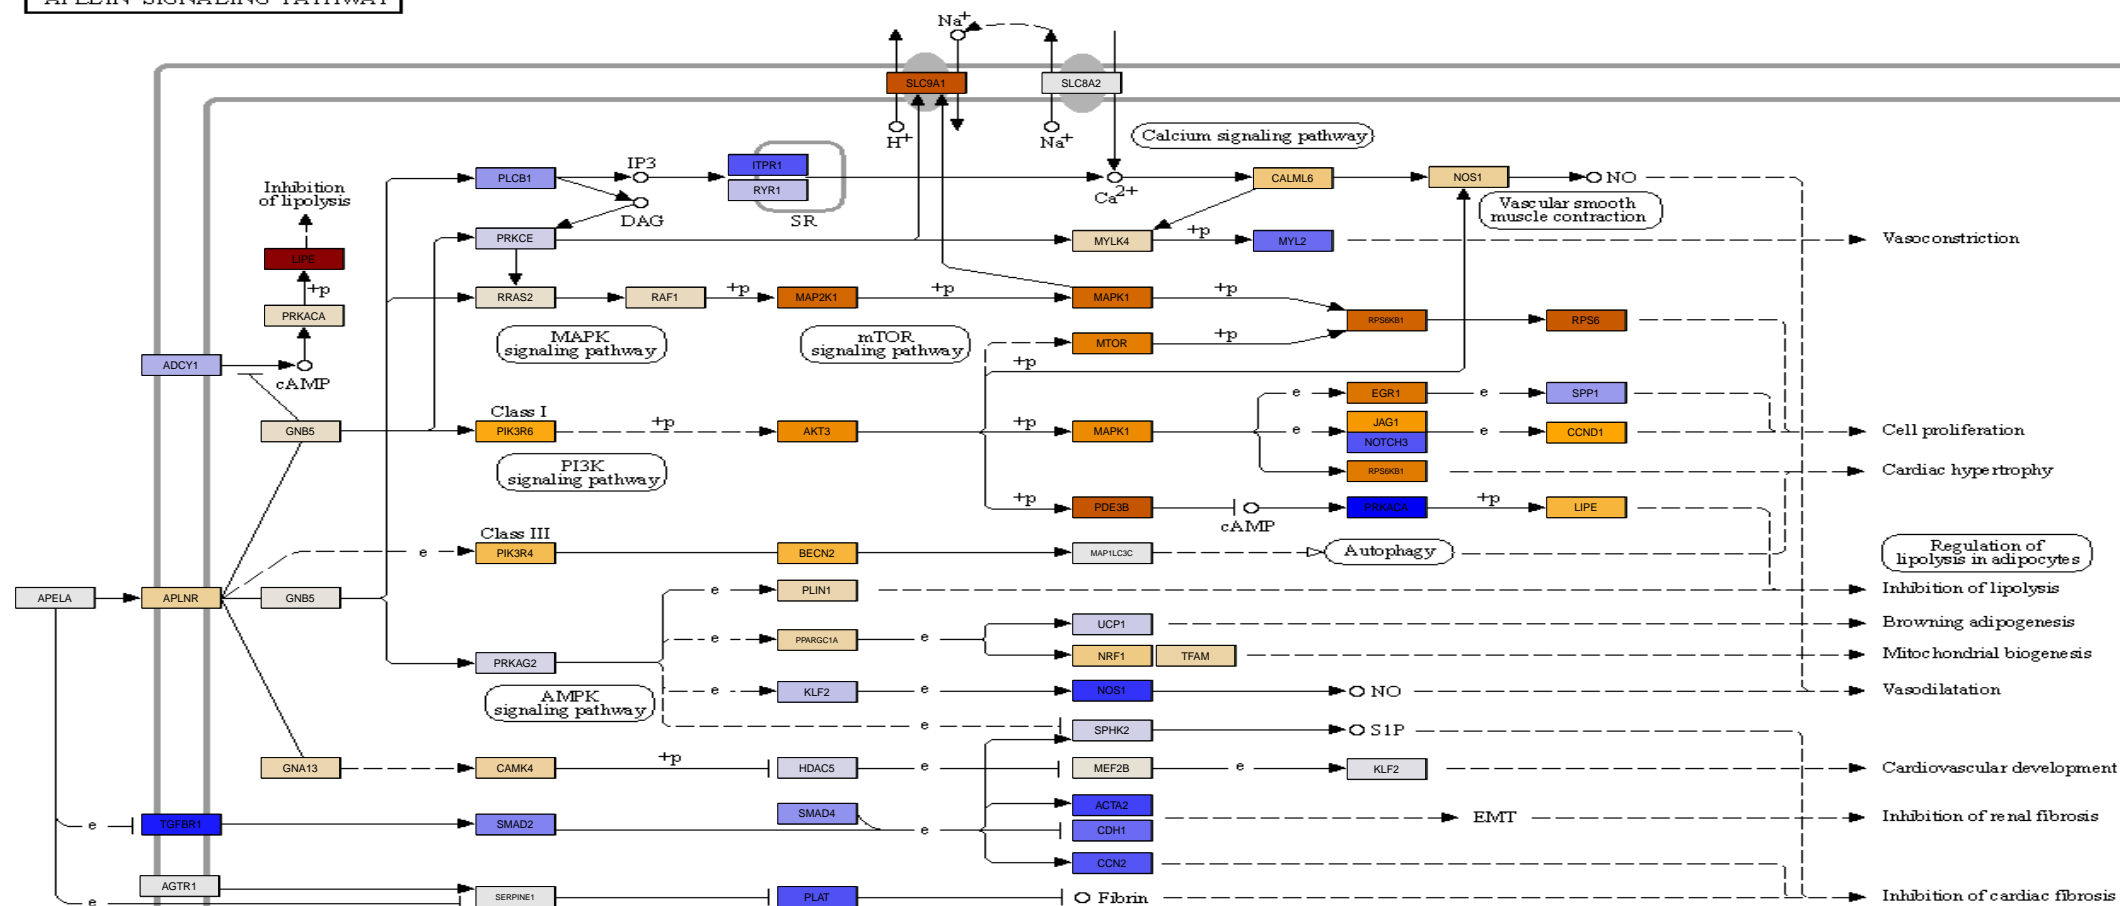 APELIN SIGNALING PATHWAY
Na+
SLC9A1
SLC8A2
H+
Na+
Calcium signaling pathway
IP3
ITPR1
PLCB1
RYR1
CALML6
NOS1
NO
Inhibition
of lipolysis
Ca2+
DAG
SR
Vascular smooth
muscle contraction
PRKCE
MYLK4
+p
MYL2
Vasoconstriction
LIPE
+p
RRAS2
RAF1
+p
MAP2K1
+p
MAPK1
+p
PRKACA
RPS6KB1
RPS6
MAPK
signaling pathway
mTOR
signaling pathway
MTOR
+p
ADCY1
cAMP
+p
EGR1
e
e
SPP1
Class I
GNB5
PIK3R6
+p
AKT3
+p
MAPK1
e
JAG1
NOTCH3
e
CCND1
Cell proliferation
PI3K
signaling pathway
RPS6KB1
Cardiac hypertrophy
+p
PDE3B
cAMP
PRKACA
+p
LIPE
Class III
e
PIK3R4
BECN2
MAP1LC3C
Autophagy
Regulation of
lipolysis in adipocytes
APELA
APLNR
GNB5
e
PLIN1
Inhibition of lipolysis
UCP1
Browning adipogenesis
e
PPARGC1A
e
NRF1
TFAM
Mitochondrial biogenesis
PRKAG2
AMPK
signaling pathway
e
KLF2
e
NOS1
NO
Vasodilatation
e
SPHK2
S1P
GNA13
CAMK4
+p
HDAC5
e
MEF2B
e
KLF2
Cardiovascular development
e
TGFBR1
SMAD2
SMAD4
e
ACTA2
CDH1
EMT
Inhibition of renal fibrosis
CCN2
AGTR1
e
SERPINE1
PLAT
Fibrin
Inhibition of cardiac fibrosis